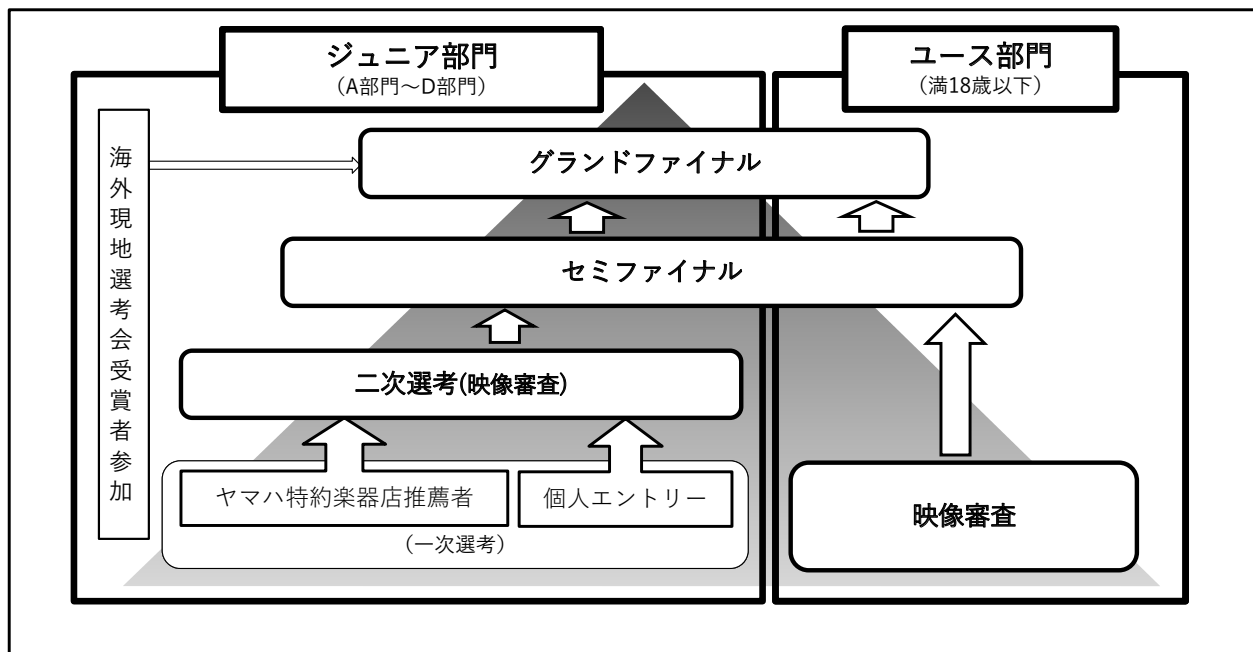 ジュニア部門
（A部門～D部門）
ユース部門
（満18歳以下）
海外現地選考会受賞者参加
グランドファイナル
セミファイナル
二次選考(映像審査)
ヤマハ特約楽器店推薦者
個人エントリー
（一次選考）
映像審査